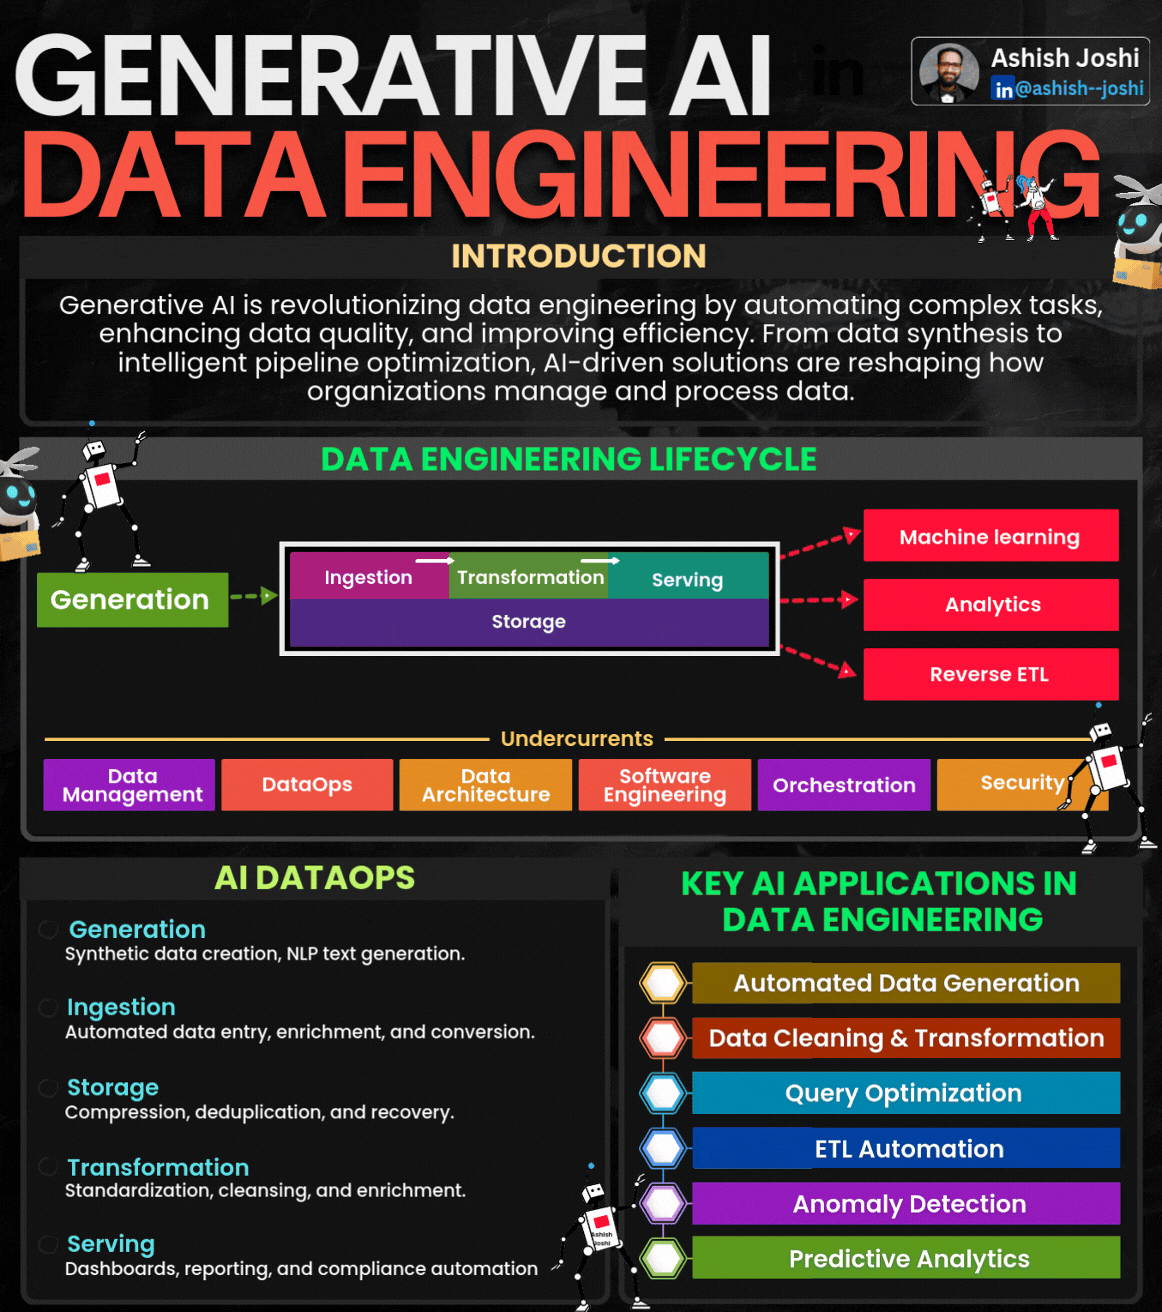 GENERATIVE AI
in
Ashish Joshi
in@ashish--joshi
DATA ENGINEERING
INTRODUCTION
Generative AI is revolutionizing data engineering by automating complex tasks,
enhancing data quality, and improving efficiency. From data synthesis to
intelligent pipeline optimization, AI-driven solutions are reshaping how
organizations manage and process data.
DATA ENGINEERING LIFECYCLE
Generation
Ingestion
Transformation
Serving
Storage
Machine learning
Analytics
Reverse ETL
Undercurrents
Data
Management
DataOps
Data
Architecture
Software
Engineering
Orchestration
Security
AI DATAOPS
Generation
Synthetic data creation, NLP text generation.
Ingestion
Automated data entry, enrichment, and conversion.
Storage
Compression, deduplication, and recovery.
Transformation
Standardization, cleansing, and enrichment.
Serving
Dashboards, reporting, and compliance automation
Ashish
Joshi
KEY AI APPLICATIONS IN
DATA ENGINEERING
Automated Data Generation
Data Cleaning & Transformation
Query Optimization
ETL Automation
Anomaly Detection
Predictive Analytics